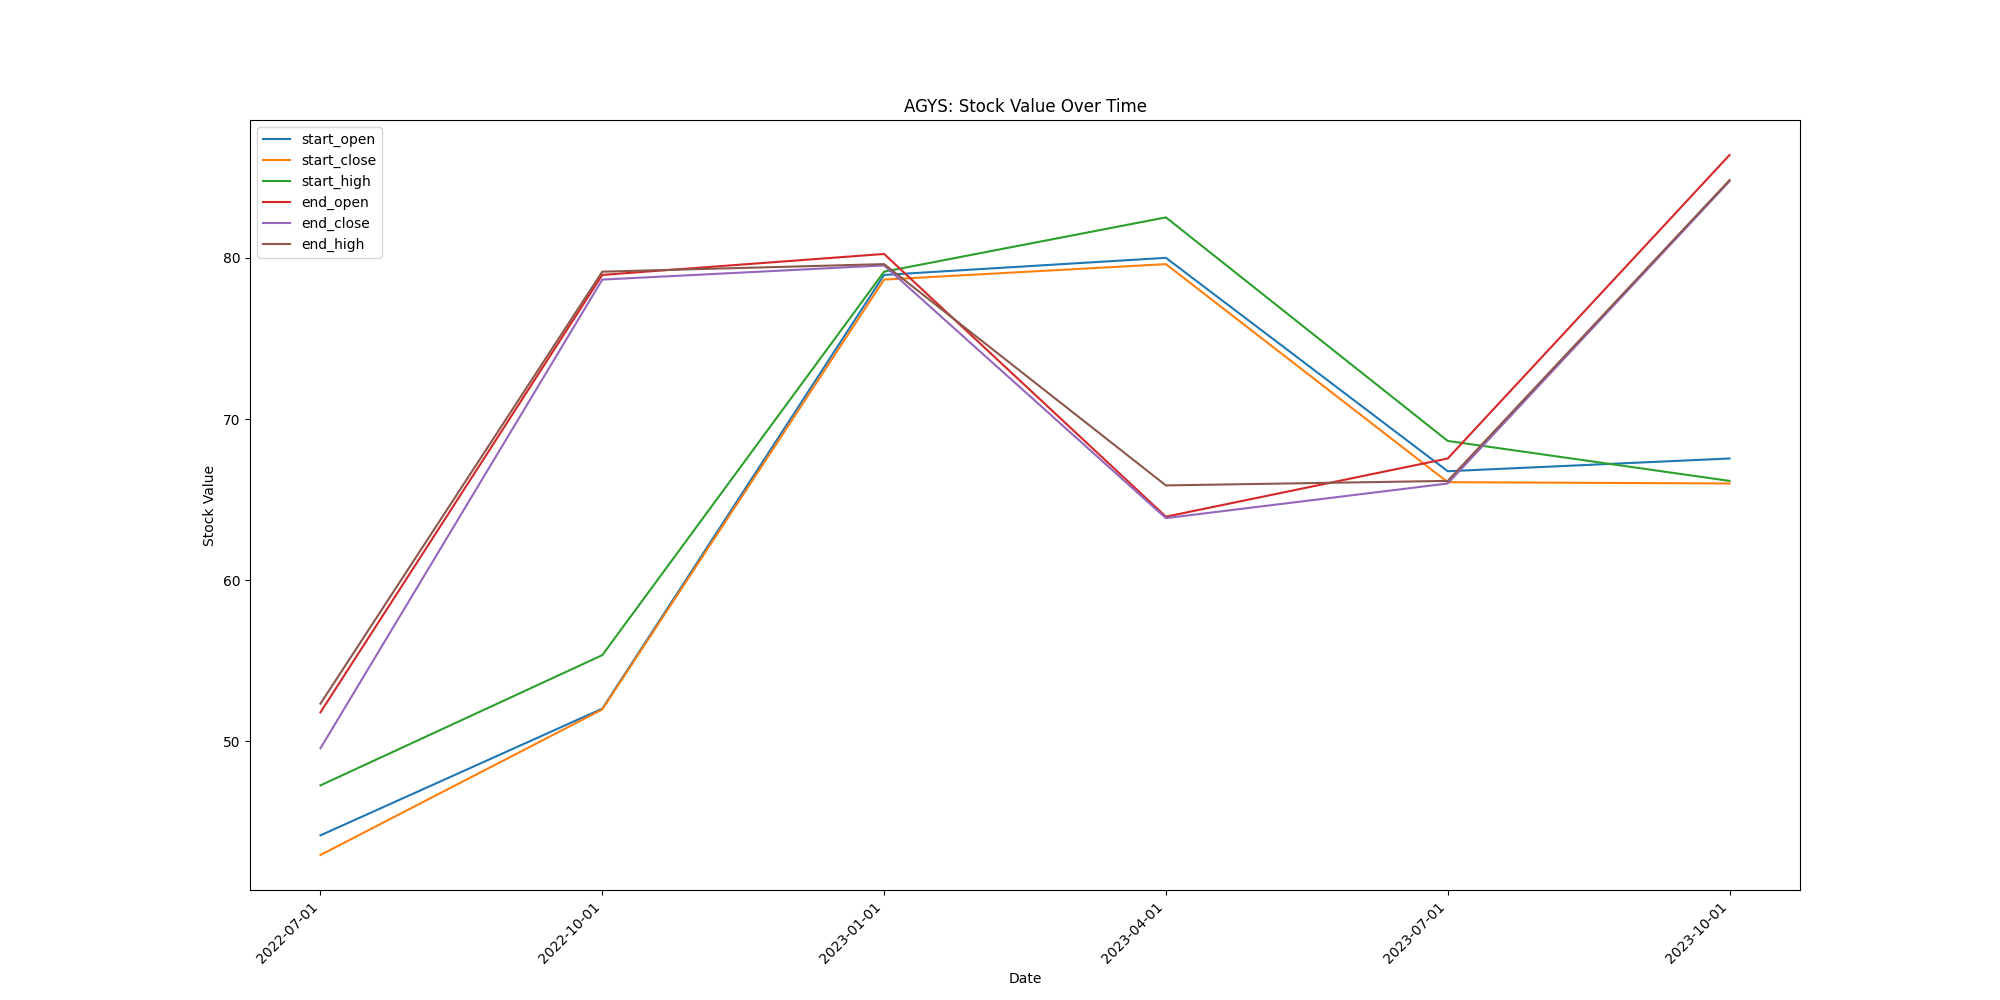 AGYS: Stock Value Over Time
start_open
start_close
start_high
end_open
end_close
end_high
80
70
60
50
Stock Value
2022-07-01
2022-10-01
2023-01-01
2023-04-01
2023-07-01
2023-10-01
Date